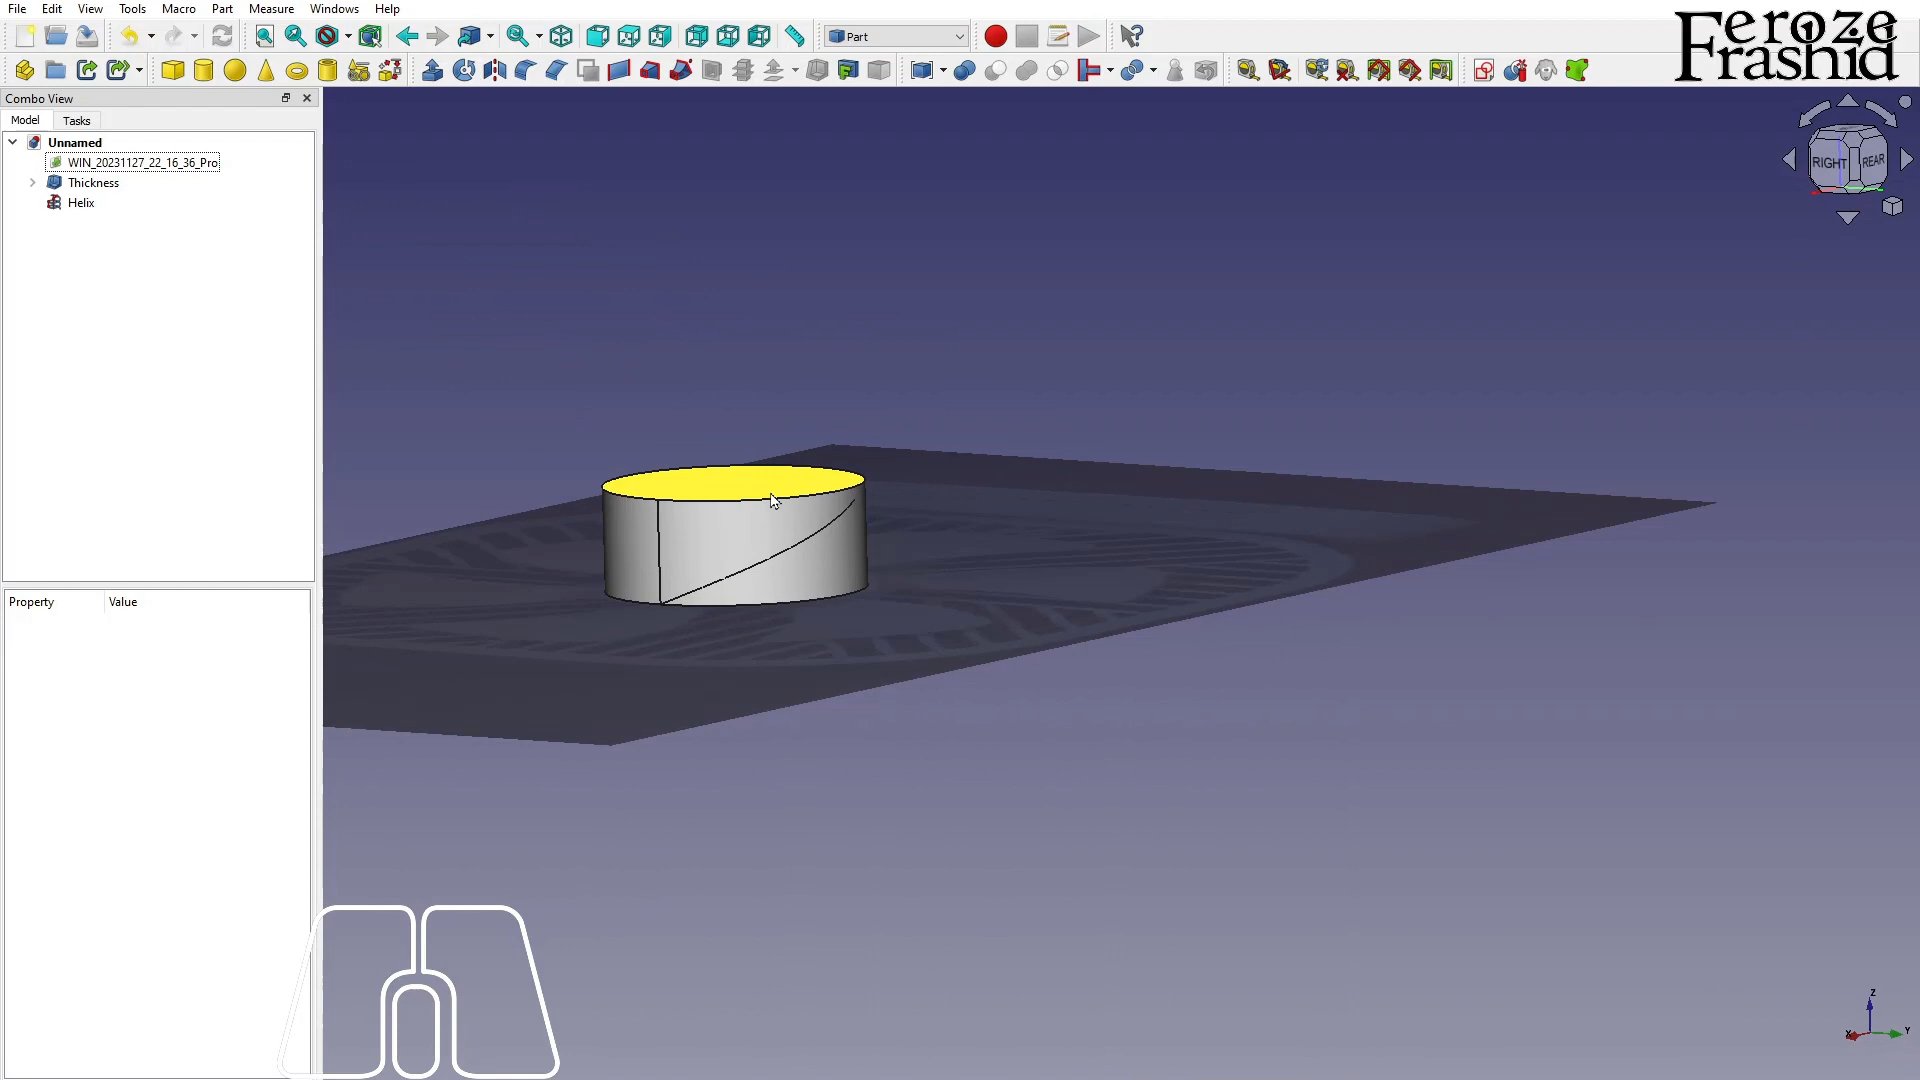 File Edit View Tools Macro Part Measure Windows Help
Part
Feroze
Frashid
Combo View
Model Tasks
Unnamed
WIN_20231127_22_16_36_Pro
Thickness
Helix
Property Value
RIGHT REAR
Z
X
Y